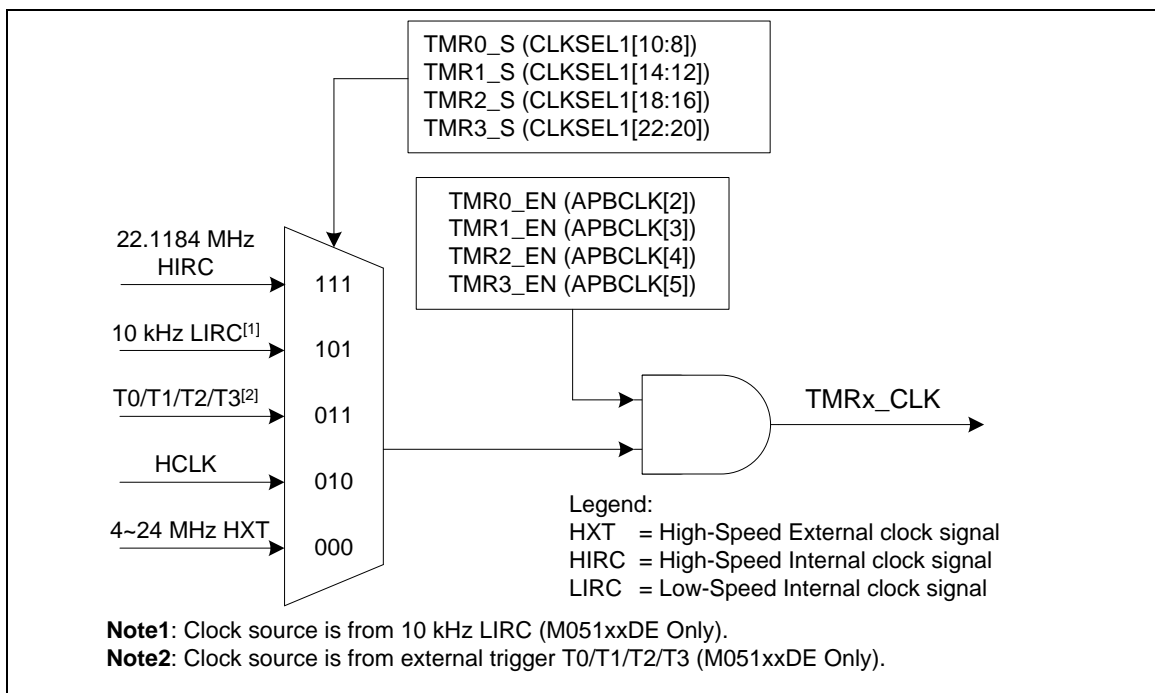 TMR0_S (CLKSEL1[10:8])
TMR1_S (CLKSEL1[14:12])
TMR2_S (CLKSEL1[18:16])
TMR3_S (CLKSEL1[22:20])
TMR0_EN (APBCLK[2])
TMR1_EN (APBCLK[3])
TMR2_EN (APBCLK[4])
TMR3_EN (APBCLK[5])
22.1184 MHz
HIRC
111
10 kHz LIRC[1]
101
T0/T1/T2/T3[2]
011
HCLK
010
4~24 MHz HXT
000
TMRx_CLK
Legend:
HXT = High-Speed External clock signal
HIRC = High-Speed Internal clock signal
LIRC = Low-Speed Internal clock signal
Note1: Clock source is from 10 kHz LIRC (M051xxDE Only).
Note2: Clock source is from external trigger T0/T1/T2/T3 (M051xxDE Only).